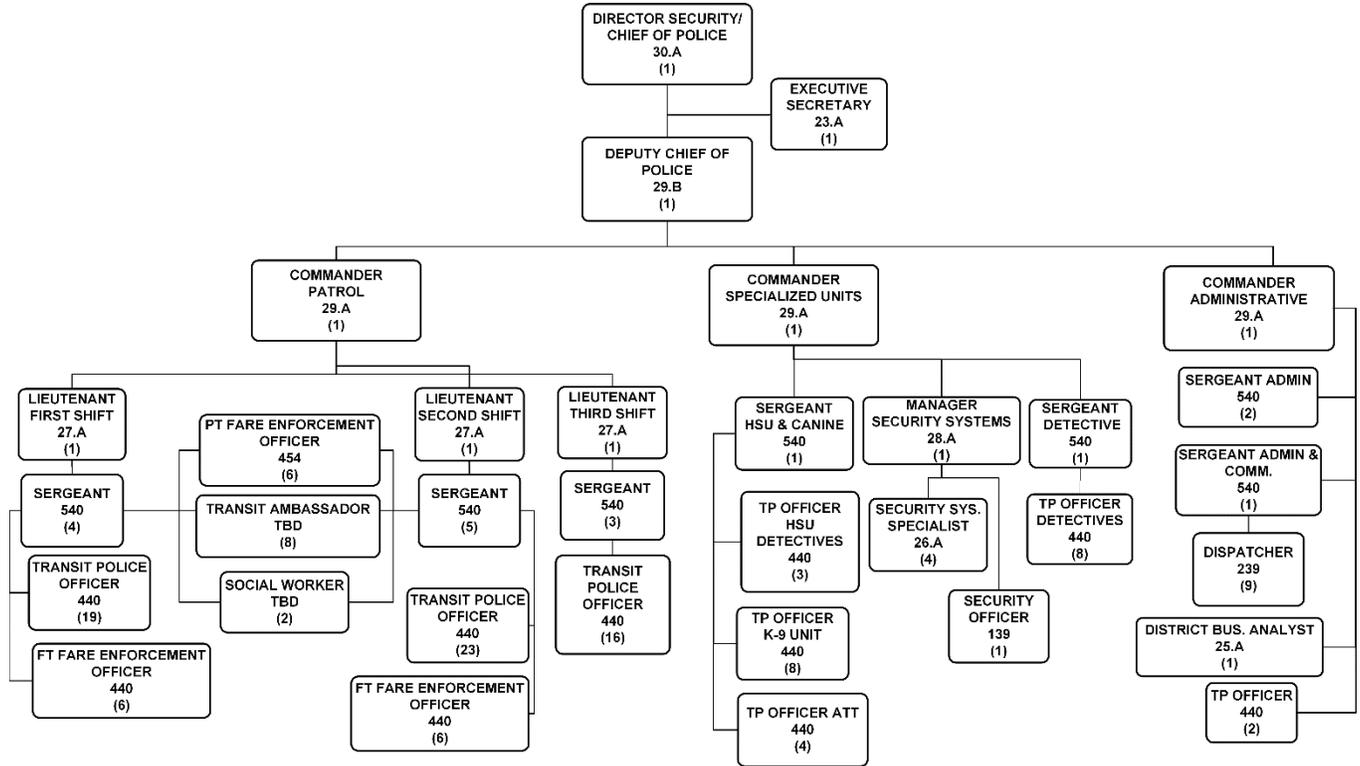 DIRECTOR SECURITY/
CHIEF OF POLICE
30.A
(1)
EXECUTIVE
SECRETARY
23.A
(1)
DEPUTY CHIEF OF
POLICE
29.B
(1)
COMMANDER
PATROL
29.A
(1)
COMMANDER
SPECIALIZED UNITS
29.A
(1)
COMMANDER
ADMINISTRATIVE
29.A
(1)
LIEUTENANT
FIRST SHIFT
27.A
(1)
SERGEANT
540
(4)
TRANSIT POLICE
OFFICER
440
(19)
FT FARE ENFORCEMENT
OFFICER
440
(6)
PT FARE ENFORCEMENT
OFFICER
454
(6)
TRANSIT AMBASSADOR
TBD
(8)
SOCIAL WORKER
TBD
(2)
LIEUTENANT
SECOND SHIFT
27.A
(1)
SERGEANT
540
(5)
TRANSIT POLICE
OFFICER
440
(23)
FT FARE ENFORCEMENT
OFFICER
440
(6)
LIEUTENANT
THIRD SHIFT
27.A
(1)
SERGEANT
540
(3)
TRANSIT
POLICE
OFFICER
440
(16)
SERGEANT
HSU & CANINE
540
(1)
TP OFFICER
HSU
DETECTIVES
440
(3)
TP OFFICER
K-9 UNIT
440
(8)
TP OFFICER ATT
440
(4)
MANAGER
SECURITY SYSTEMS
28.A
(1)
SECURITY SYS.
SPECIALIST
26.A
(4)
SECURITY
OFFICER
139
(1)
SERGEANT
DETECTIVE
540
(1)
TP OFFICER
DETECTIVES
440
(8)
SERGEANT ADMIN
540
(2)
SERGEANT ADMIN &
COMM.
540
(1)
DISPATCHER
239
(9)
DISTRICT BUS. ANALYST
25.A
(1)
TP OFFICER
440
(2)